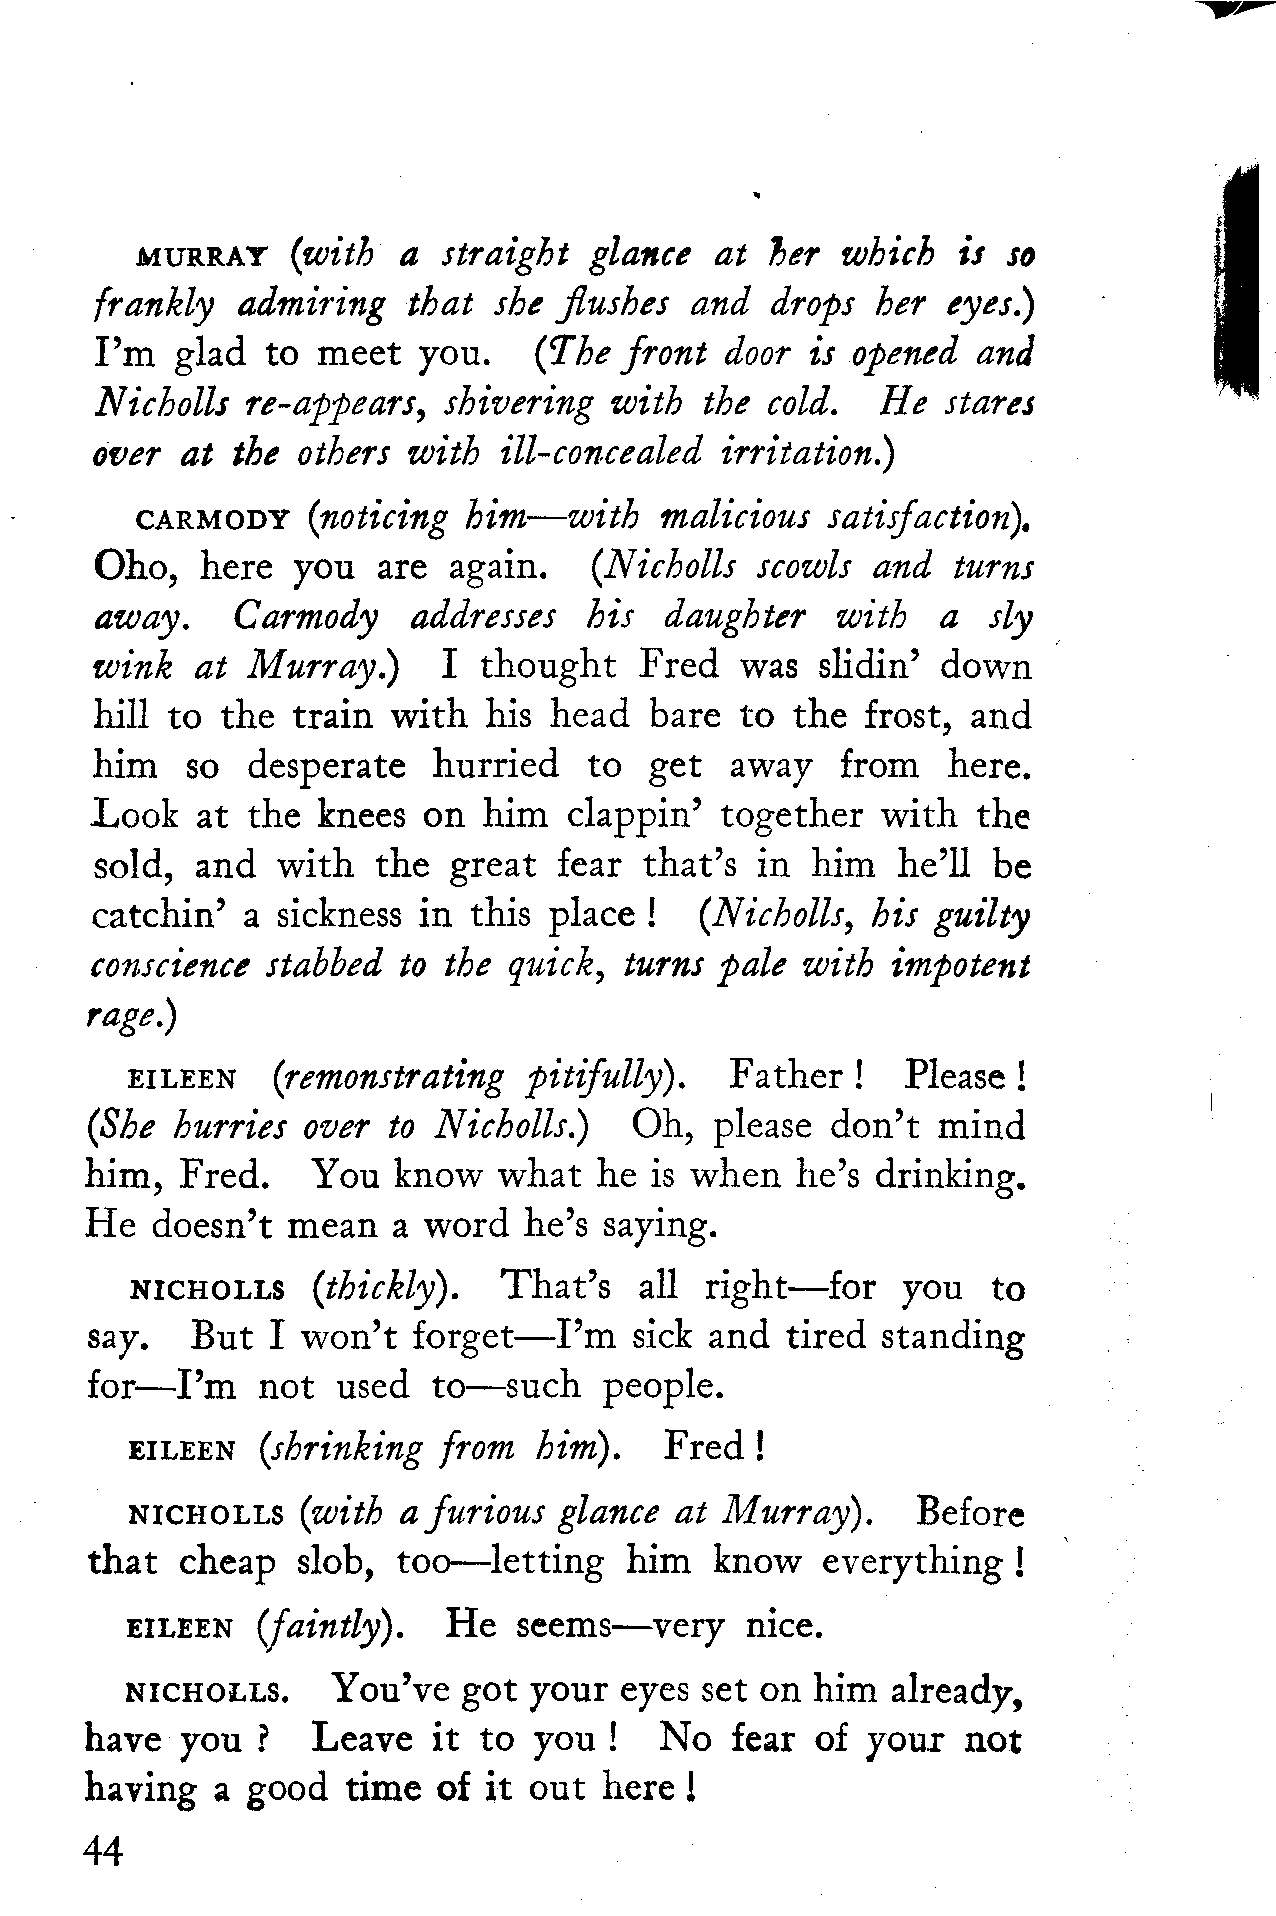 MURRAY (with a straight glance at her which is so
frankly admiring that she flushes and drops her eyes.)
I'm glad to meet you. (The front door is opened and
Nicholls re-appears, shivering with the cold. He stares
over at the others with ill-concealed irritation.)
CARMODY (noticing him—with malicious satisfaction).
Oho, here you are again. (Nicholls scowls and turns
away. Carmody addresses his daughter with a sly
wink at Murray.) I thought Fred was slidin' down
hill to the train with his head bare to the frost, and
him so desperate hurried to get away from here.
Look at the knees on him clappin' together with the
sold, and with the great fear that's in him he'll be
catchin' a sickness in this place ! (Nicholls, his guilty
conscience stabbed to the quick, turns pale with impotent
rage.)
EILEEN (remonstrating pitifully). Father ! Please !
(She hurries over to Nicholls.) Oh, please don't mind
him, Fred. You know what he is when he's drinking.
He doesn't mean a word he's saying.
NICHOLLS (thickly). That's all right—for you to
say. But I won't forget—I'm sick and tired standing
for—I'm not used to—such people.
EILEEN (shrinking from him). Fred !
NICHOLLS (with a furious glance at Murray). Before
that cheap slob, too—letting him know everything !
EILEEN (faintly). He seems—very nice.
NICHOLLS. You've got your eyes set on him already,
have you ? Leave it to you ! No fear of your not
having a good time of it out here !
44